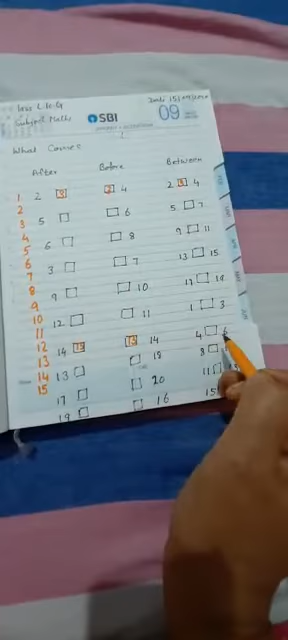 Class L.K.G
Subject Maths
SBI
09
What Comes
After Before Between
1 2 3 2 4 2 3 4
2
3 5 6 5 7
4
5 6 8 9 11
6
7 3 7 13 15
8
9 9 10 17 19
10
11 12 11 1 3
12 14 15 13 14 4 6
13 13 18 8
14
15 17 20 11
19 16 15